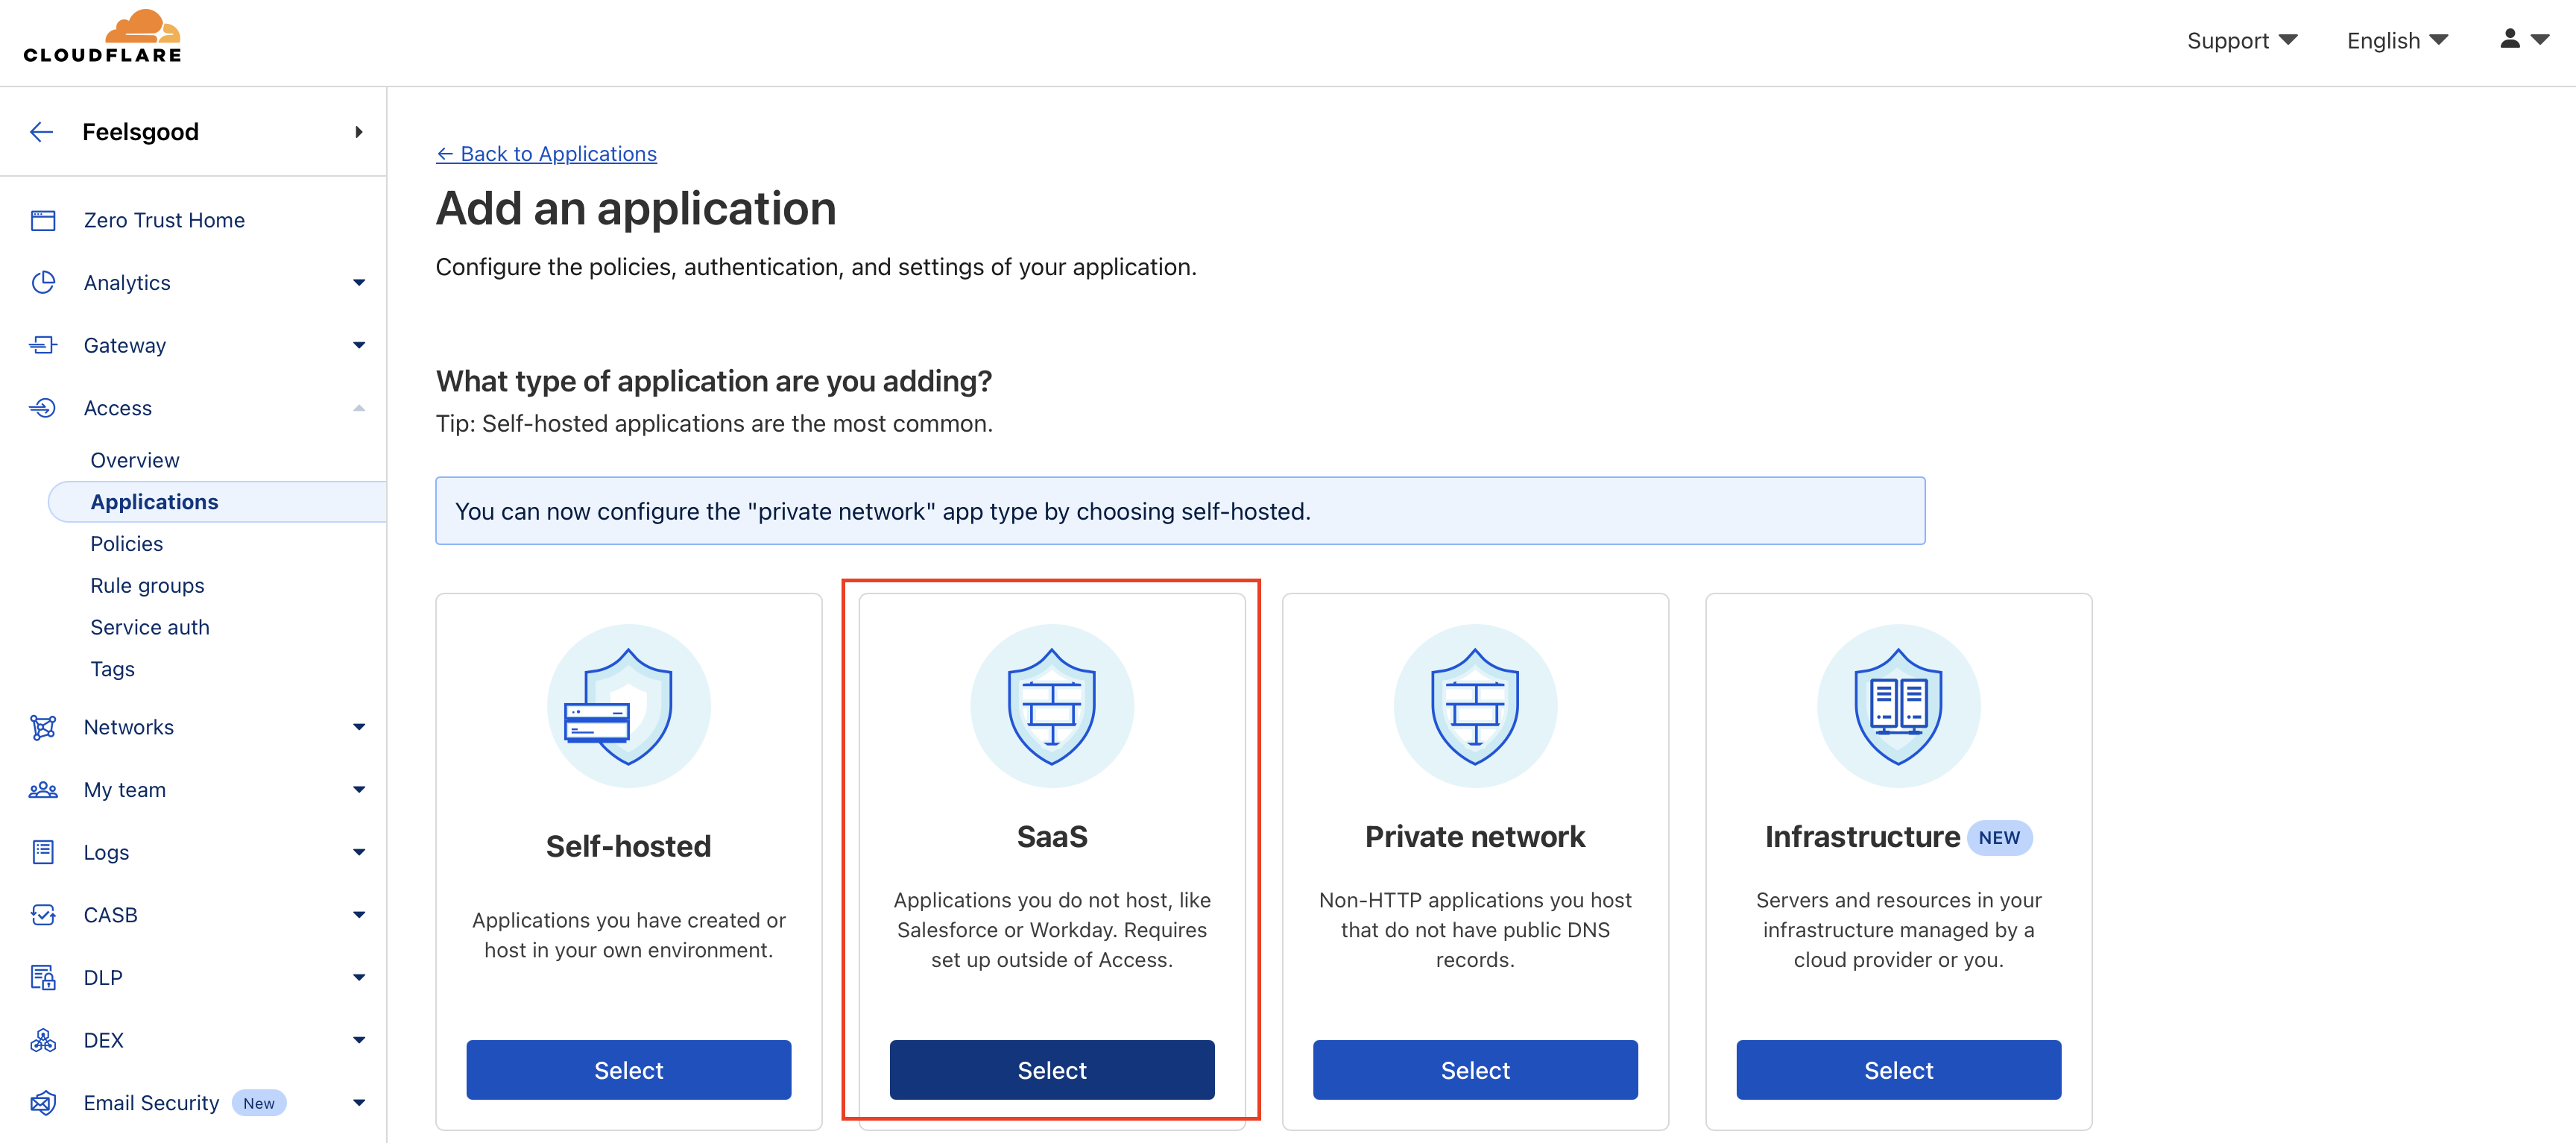 CLOUDFLARE
Support
English
Feelsgood
Zero Trust Home
Analytics
Gateway
Access
Overview
Applications
Policies
Rule groups
Service auth
Tags
Networks
My team
Logs
CASB
DLP
DEX
Email Security New
← Back to Applications
Add an application
Configure the policies, authentication, and settings of your application.
What type of application are you adding?
Tip: Self-hosted applications are the most common.
You can now configure the "private network" app type by choosing self-hosted.
Self-hosted
Applications you have created or
host in your own environment.
Select
SaaS
Applications you do not host, like
Salesforce or Workday. Requires
set up outside of Access.
Select
Private network
Non-HTTP applications you host
that do not have public DNS
records.
Select
Infrastructure NEW
Servers and resources in your
infrastructure managed by a
cloud provider or you.
Select